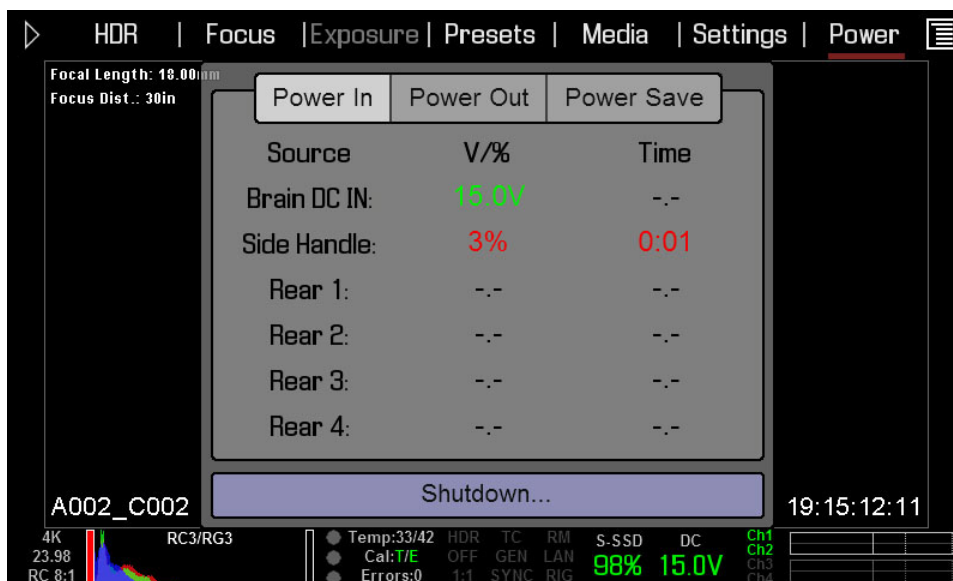 HDR | Focus | Exposure | Presets | Media | Settings | Power
Focal Length: 18.00mm
Focus Dist.: 30in
Power In Power Out Power Save
Source V/% Time
Brain DC IN: 15.0V -.-
Side Handle: 3% 0:01
Rear 1: -.- -.-
Rear 2: -.- -.-
Rear 3: -.- -.-
Rear 4: -.- -.-
Shutdown...
A002_C002 19:15:12:11
4K RC3/RG3 Temp:33/42 HDR TC RM S-SSD DC Ch1
23.98 Cal:T/E OFF GEN LAN 98% 15.0V Ch2
RC 8:1 Errors:0 1:1 SYNC RIG Ch3
Ch4